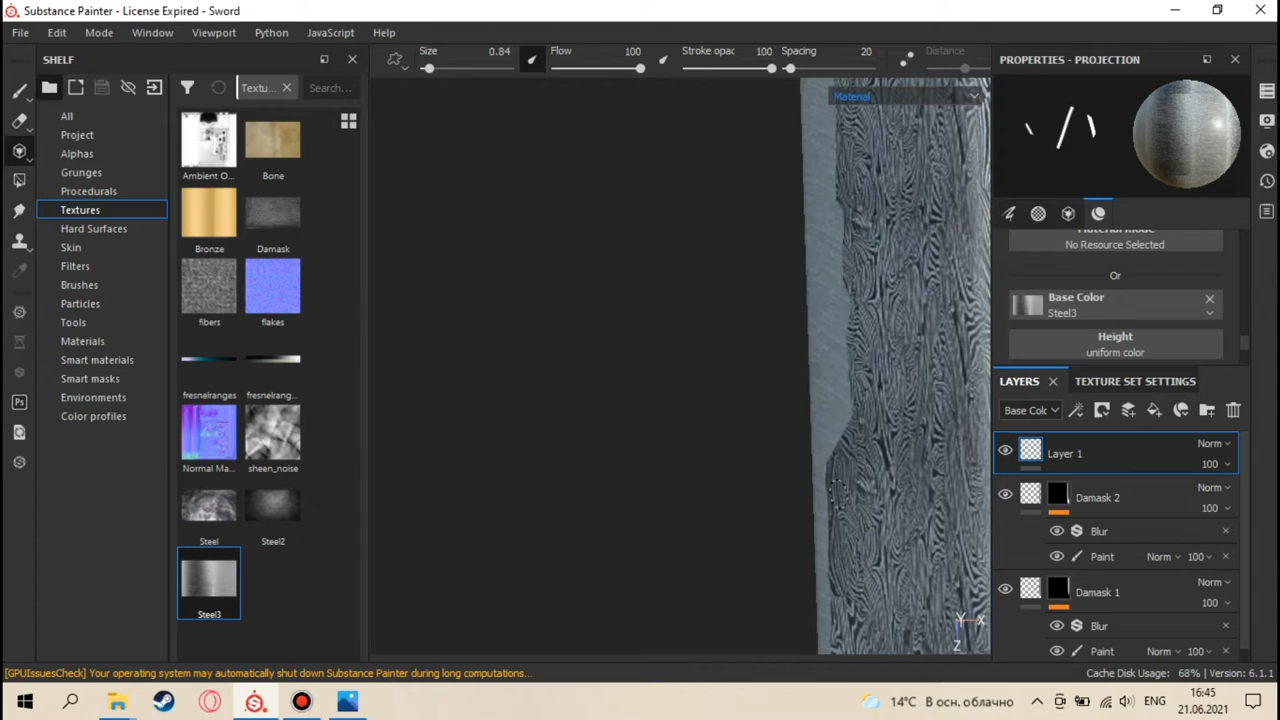 Substance Painter - License Expired - Sword
File Edit Mode Window Viewport Python JavaScript Help
SHELF
Size 0.84 Flow 100 Stroke opac 100 Spacing 20 Distance
PROPERTIES - PROJECTION
Textu... Search...
Material
All
Project
Alphas
Grunges
Procedurals
Textures
Hard Surfaces
Skin
Filters
Brushes
Particles
Tools
Materials
Smart materials
Smart masks
Environments
Color profiles
Ambient O... Bone
Bronze Damask
fibers flakes
fresnelranges fresnelrang...
Normal Ma... sheen_noise
Steel Steel2
Steel3
Y X
Z
Material mode
No Resource Selected
Or
Base Color
Steel3
Height
uniform color
LAYERS TEXTURE SET SETTINGS
Base Colc
Layer 1 Norm
100
Damask 2 Norm
100
Blur
Paint Norm 100
Damask 1 Norm
100
Blur
Paint Norm 100
Ps
[GPUIssuesCheck] Your operating system may automatically shut down Substance Painter during long computations...
Cache Disk Usage: 68% | Version: 6.1.1
14°C В осн. облачно
ENG
16:45
21.06.2021